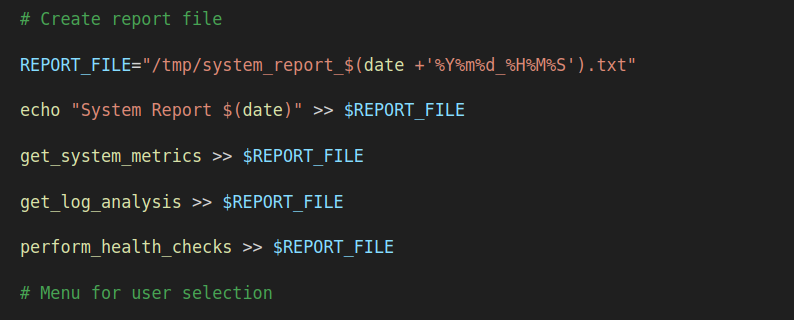 # Create report file
REPORT_FILE="/tmp/system_report_$(date +'%Y%m%d_%H%M%S').txt"
echo "System Report $(date)" >> $REPORT_FILE
get_system_metrics >> $REPORT_FILE
get_log_analysis >> $REPORT_FILE
perform_health_checks >> $REPORT_FILE
# Menu for user selection